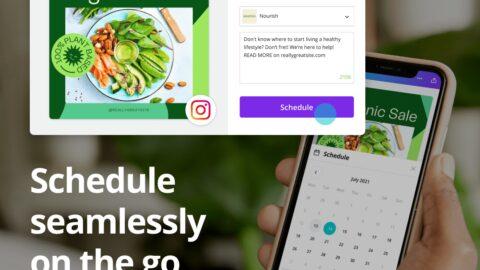 100% PLANT BASED
@REALLYGREATSITE
Nourish
Don't know where to start living a healthy
lifestyle? Don't fret! We're here to help!
READ MORE on reallygreatsite.com
Schedule
nic Sale
Schedule
July 2021
Schedule
seamlessly
on the go